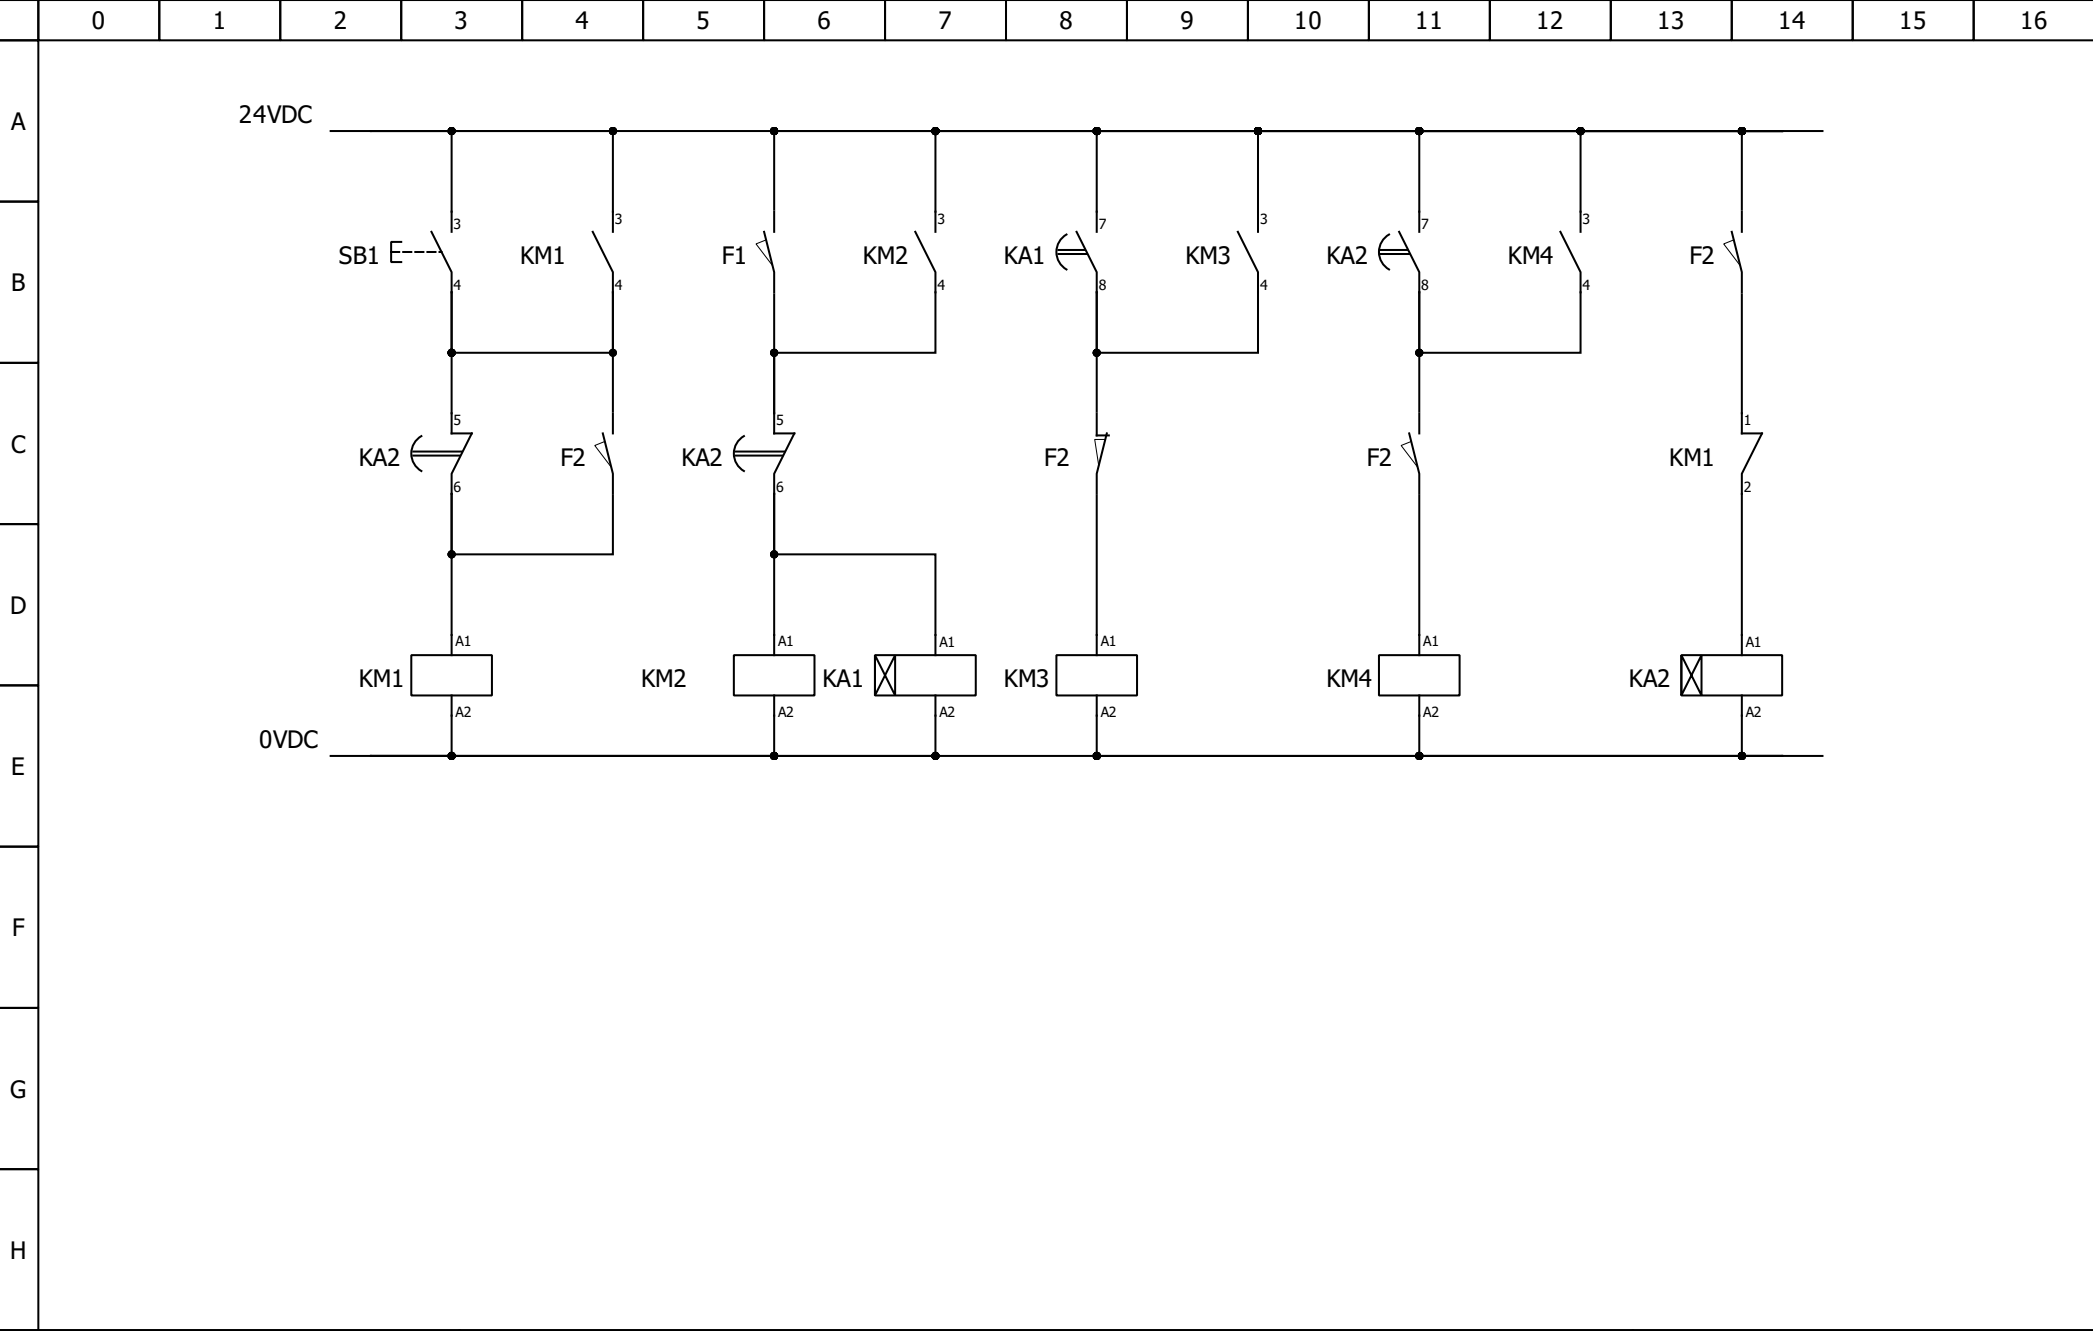 0 1 2 3 4 5 6 7 8 9 10 11 12 13 14 15 16
A
24VDC
3 3 3 7 3 7 3
B
SB1 KM1 F1 KM2 KA1 KM3 KA2 KM4 F2
4 4 4 8 4 8 4
5 5 1
C
KA2 F2 KA2 F2 F2 KM1
6 6 2
D
A1 A1 A1 A1 A1 A1
KM1 KM2 KA1 KM3 KM4 KA2
A2 A2 A2 A2 A2 A2
0VDC
E
F
G
H